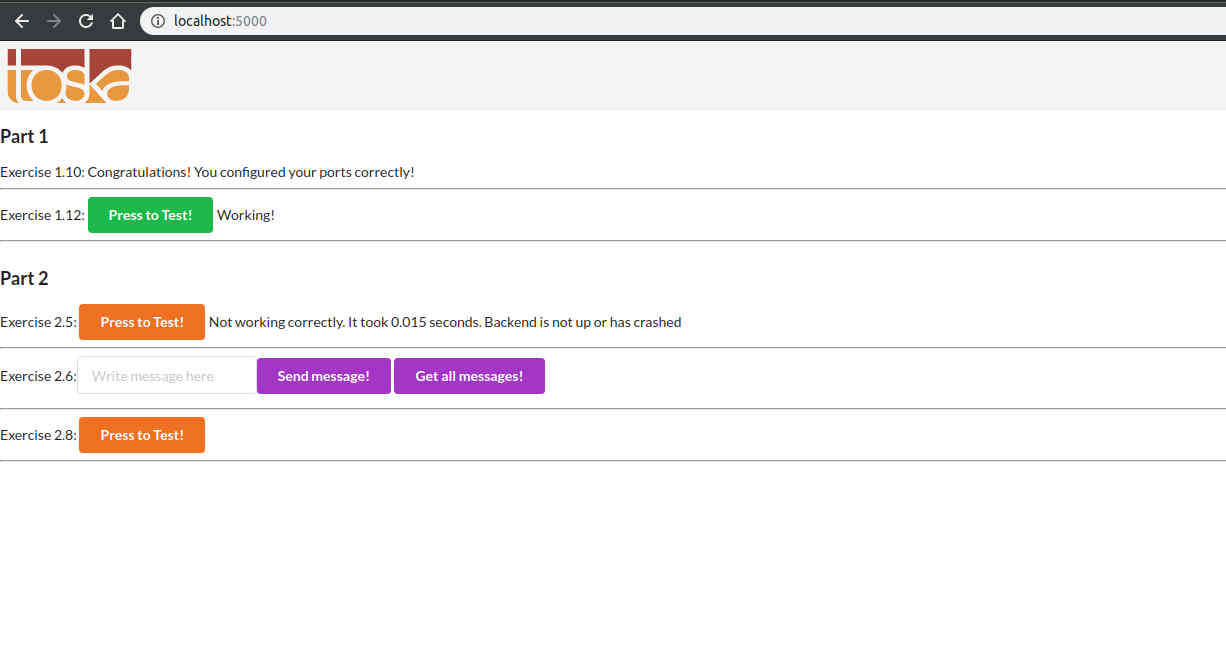 localhost:5000
toska
Part 1
Exercise 1.10: Congratulations! You configured your ports correctly!
Exercise 1.12: Press to Test! Working!
Part 2
Exercise 2.5: Press to Test! Not working correctly. It took 0.015 seconds. Backend is not up or has crashed
Exercise 2.6: Write message here Send message! Get all messages!
Exercise 2.8: Press to Test!